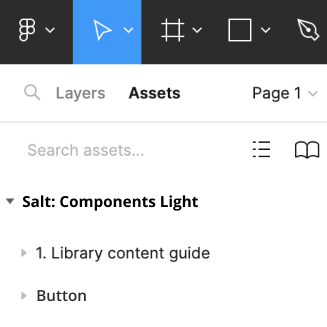 Layers Assets Page 1
Search assets...
Salt: Components Light
1. Library content guide
Button